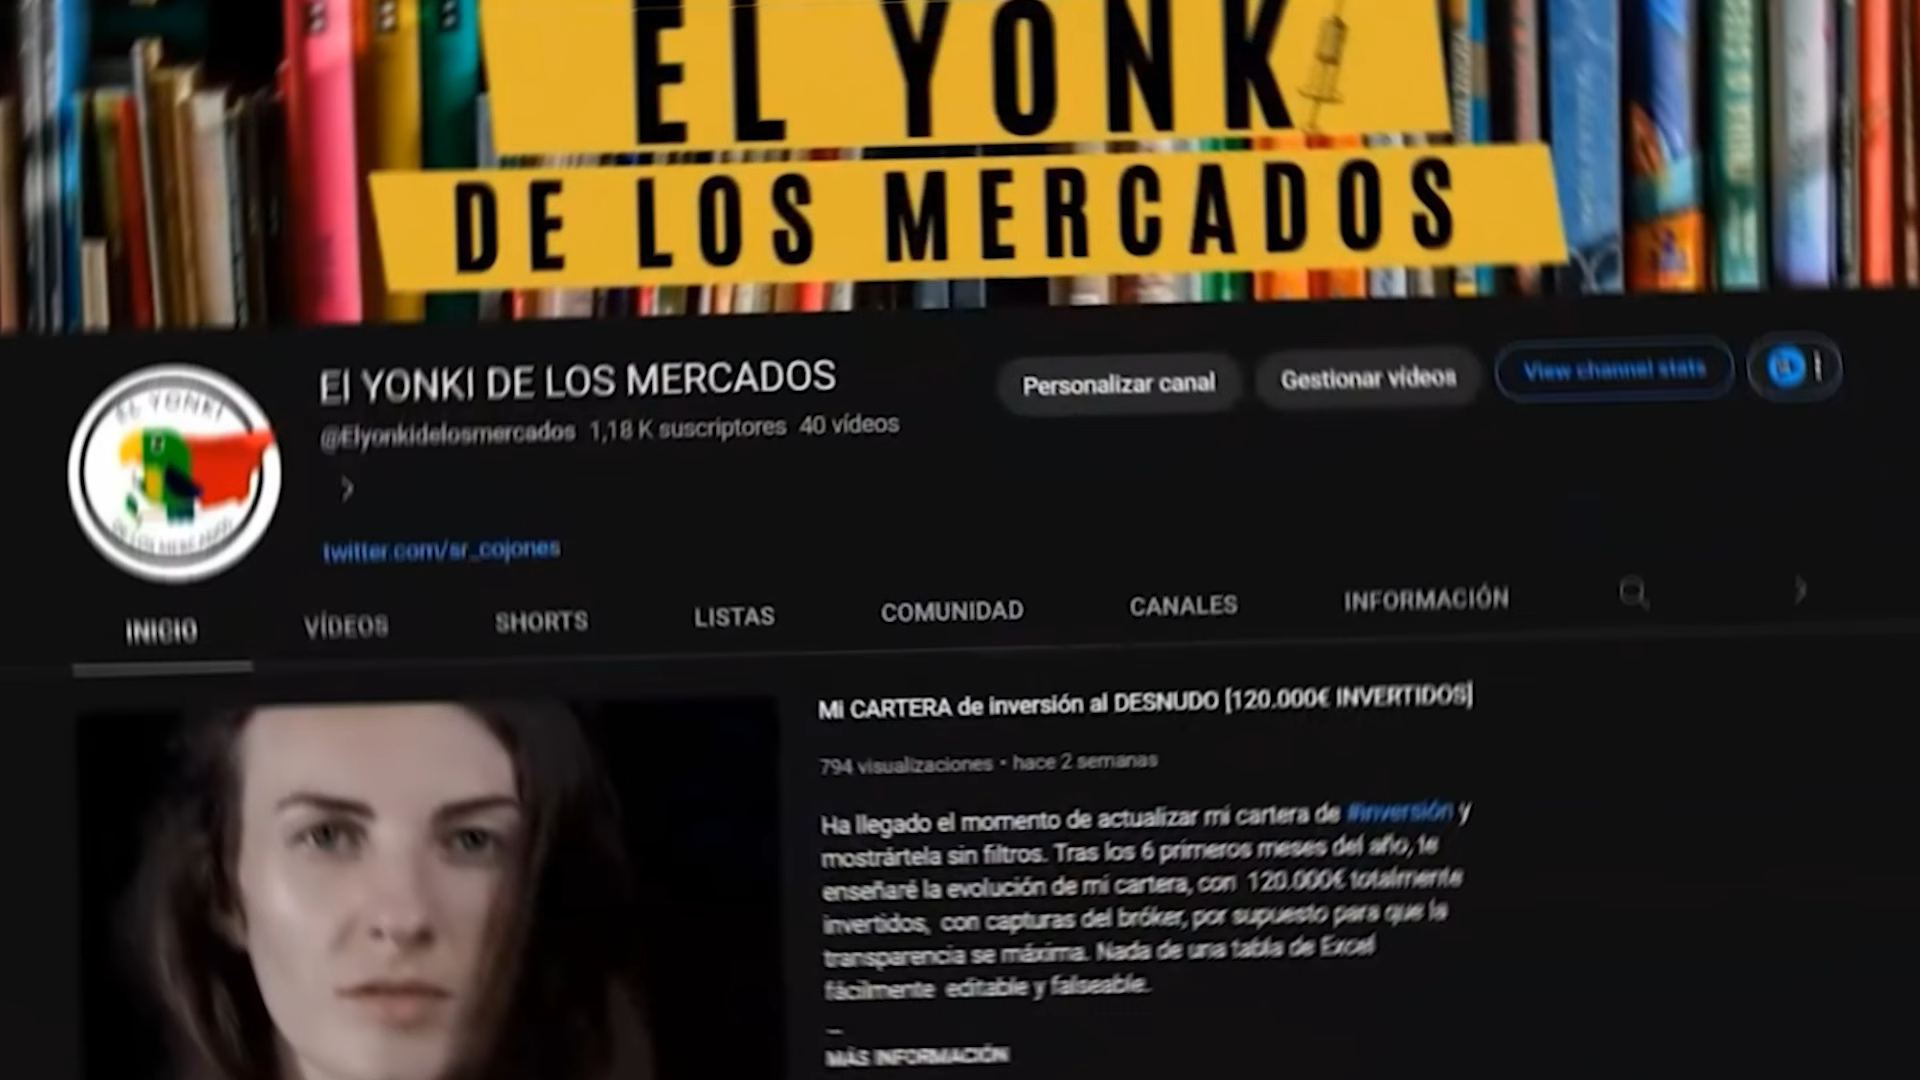 EL YONK
DE LOS MERCADOS
El YONKI DE LOS MERCADOS
@Elyonkidelosmercados 1,18 K suscriptores 40 vídeos
Personalizar canal
Gestionar vídeos
View channel stats
EL YONKI
DE LOS MERCADOS
twitter.com/sr_cojones
INICIO
VÍDEOS
SHORTS
LISTAS
COMUNIDAD
CANALES
INFORMACIÓN
Mi CARTERA de inversión al DESNUDO [120.000€ INVERTIDOS]
794 visualizaciones • hace 2 semanas
Ha llegado el momento de actualizar mi cartera de #inversión y
mostrártela sin filtros. Tras los 6 primeros meses del año, te
enseñaré la evolución de mi cartera, con 120.000€ totalmente
invertidos, con capturas del bróker, por supuesto para que la
transparencia se máxima. Nada de una tabla de Excel
fácilmente editable y falseable.
_
MÁS INFORMACIÓN